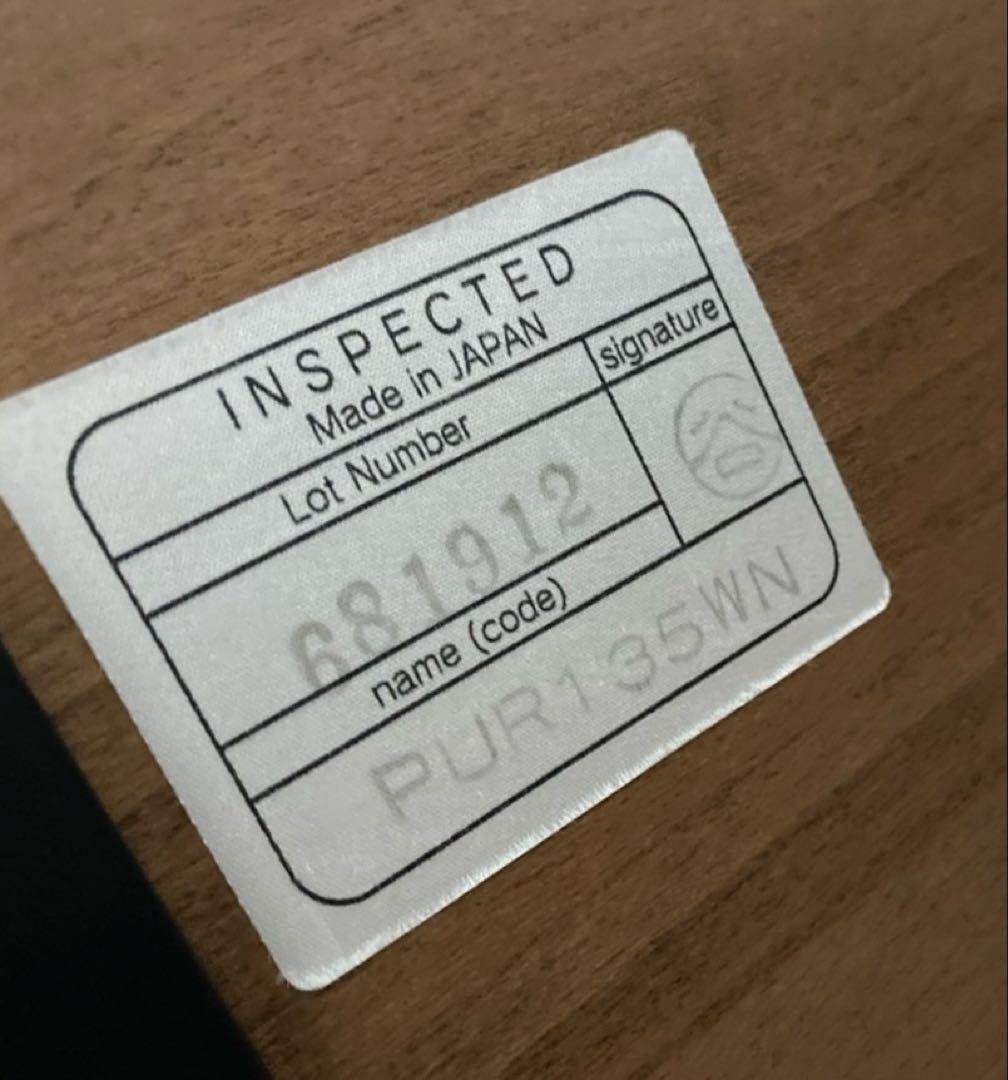 INSPECTED
Made in JAPAN
Lot Number
signature
681912
谷
name (code)
PUR135WN